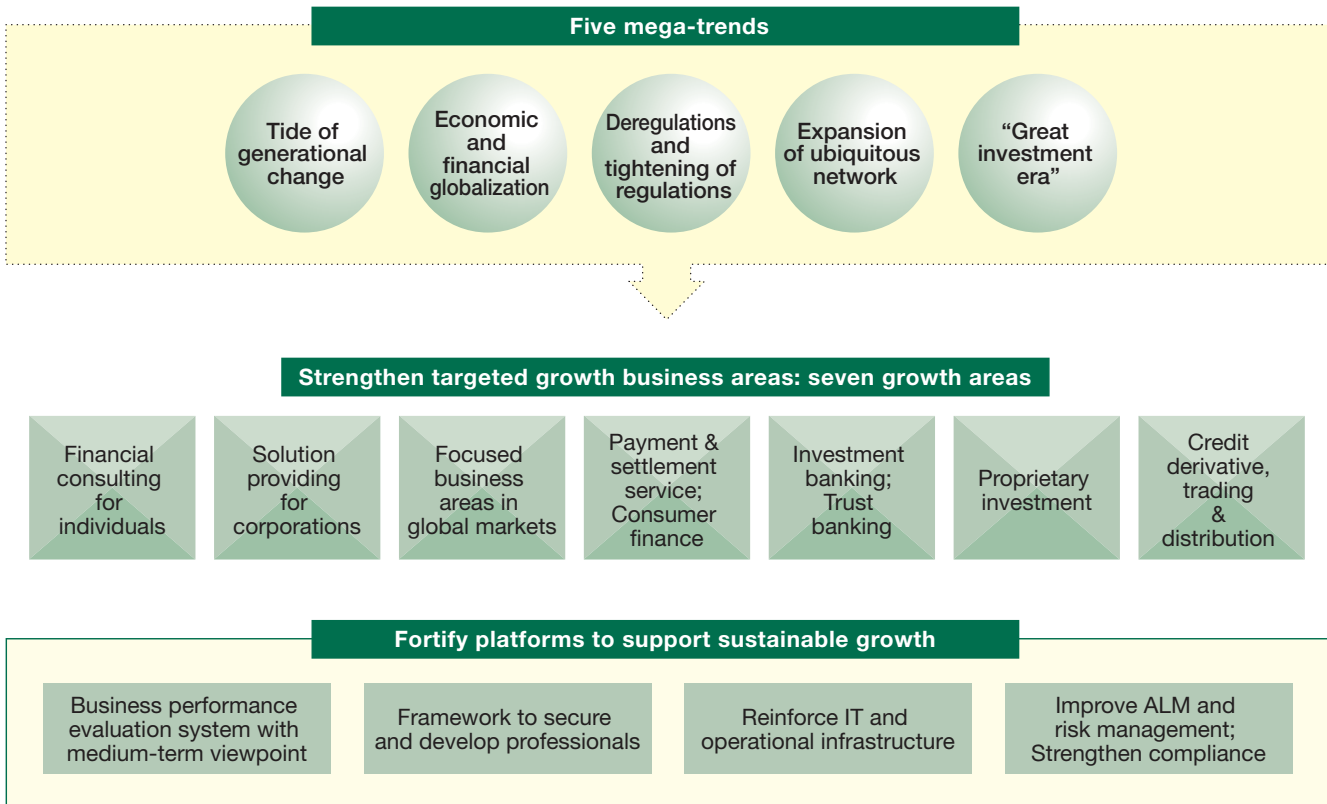 Five mega-trends
Tide of
generational
change
Economic
and
financial
globalization
Deregulations
and
tightening of
regulations
Expansion
of ubiquitous
network
“Great
investment
era”
Strengthen targeted growth business areas: seven growth areas
Financial
consulting
for
individuals
Solution
providing
for
corporations
Focused
business
areas in
global markets
Payment &
settlement
service;
Consumer
finance
Investment
banking;
Trust
banking
Proprietary
investment
Credit
derivative,
trading
&
distribution
Fortify platforms to support sustainable growth
Business performance
evaluation system with
medium-term viewpoint
Framework to secure
and develop professionals
Reinforce IT and
operational infrastructure
Improve ALM and
risk management;
Strengthen compliance